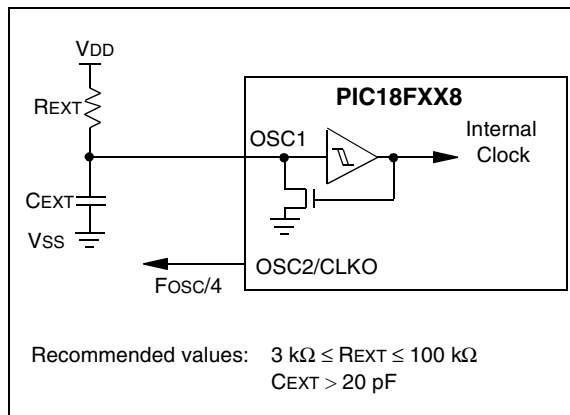 VDD
PIC18FXX8
REXT
OSC1
Internal
Clock
CEXT
VSS
OSC2/CLKO
FOSC/4
Recommended values: 3 kΩ ≤ REXT ≤ 100 kΩ
CEXT > 20 pF